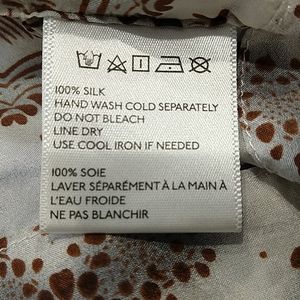 100% SILK
HAND WASH COLD SEPARATELY
DO NOT BLEACH
LINE DRY
USE COOL IRON IF NEEDED
100% SOIE
LAVER SÉPARÉMENT À LA MAIN À
L'EAU FROIDE
NE PAS BLANCHIR